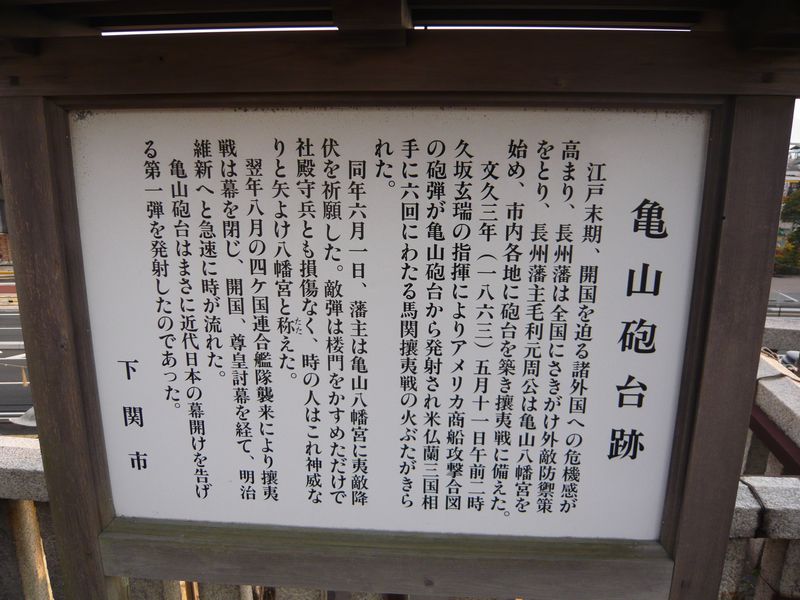 亀山砲台跡
江戸末期、開国を迫る諸外国への危機感が
高まり、長州藩は全国にさきがけ外敵防禦策
をとり、長州藩主毛利元周公は亀山八幡宮を
始め、市内各地に砲台を築き攘夷戦に備えた。
文久三年（一八六三）五月十一日午前二時
久坂玄瑞の指揮によりアメリカ商船攻撃合図
の砲弾が亀山砲台から発射され米仏蘭三国相
手に六回にわたる馬関攘夷戦の火ぶたがきら
れた。
同年六月一日、藩主は亀山八幡宮に夷敵降
伏を祈願した。敵弾は楼門をかすめただけで
社殿守兵とも損傷なく、時の人はこれ神威な
りと矢よけ八幡宮と称えた。
たた
翌年八月の四ケ国連合艦隊襲来により攘夷
戦は幕を閉じ、開国、尊皇討幕を経て、明治
維新へと急速に時が流れた。
亀山砲台はまさに近代日本の幕開けを告げ
る第一弾を発射したのであった。
下関市